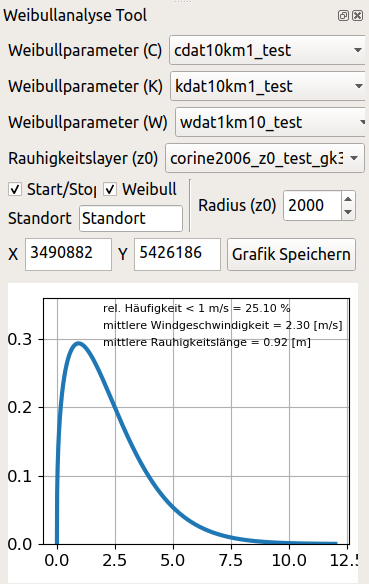 Weibullanalyse Tool
Weibullparameter (C) cdat10km1_test
Weibullparameter (K) kdat10km1_test
Weibullparameter (W) wdat1km10_test
Rauhigkeitslayer (z0) corine2006_z0_test_gk3
Start/Stop Weibull
Radius (z0) 2000
Standort Standort
X 3490882 Y 5426186 Grafik Speichern
rel. Häufigkeit < 1 m/s = 25.10 %
mittlere Windgeschwindigkeit = 2.30 [m/s]
mittlere Rauhigkeitslänge = 0.92 [m]
0.3
0.2
0.1
0.0
0.0 2.5 5.0 7.5 10.0 12.5